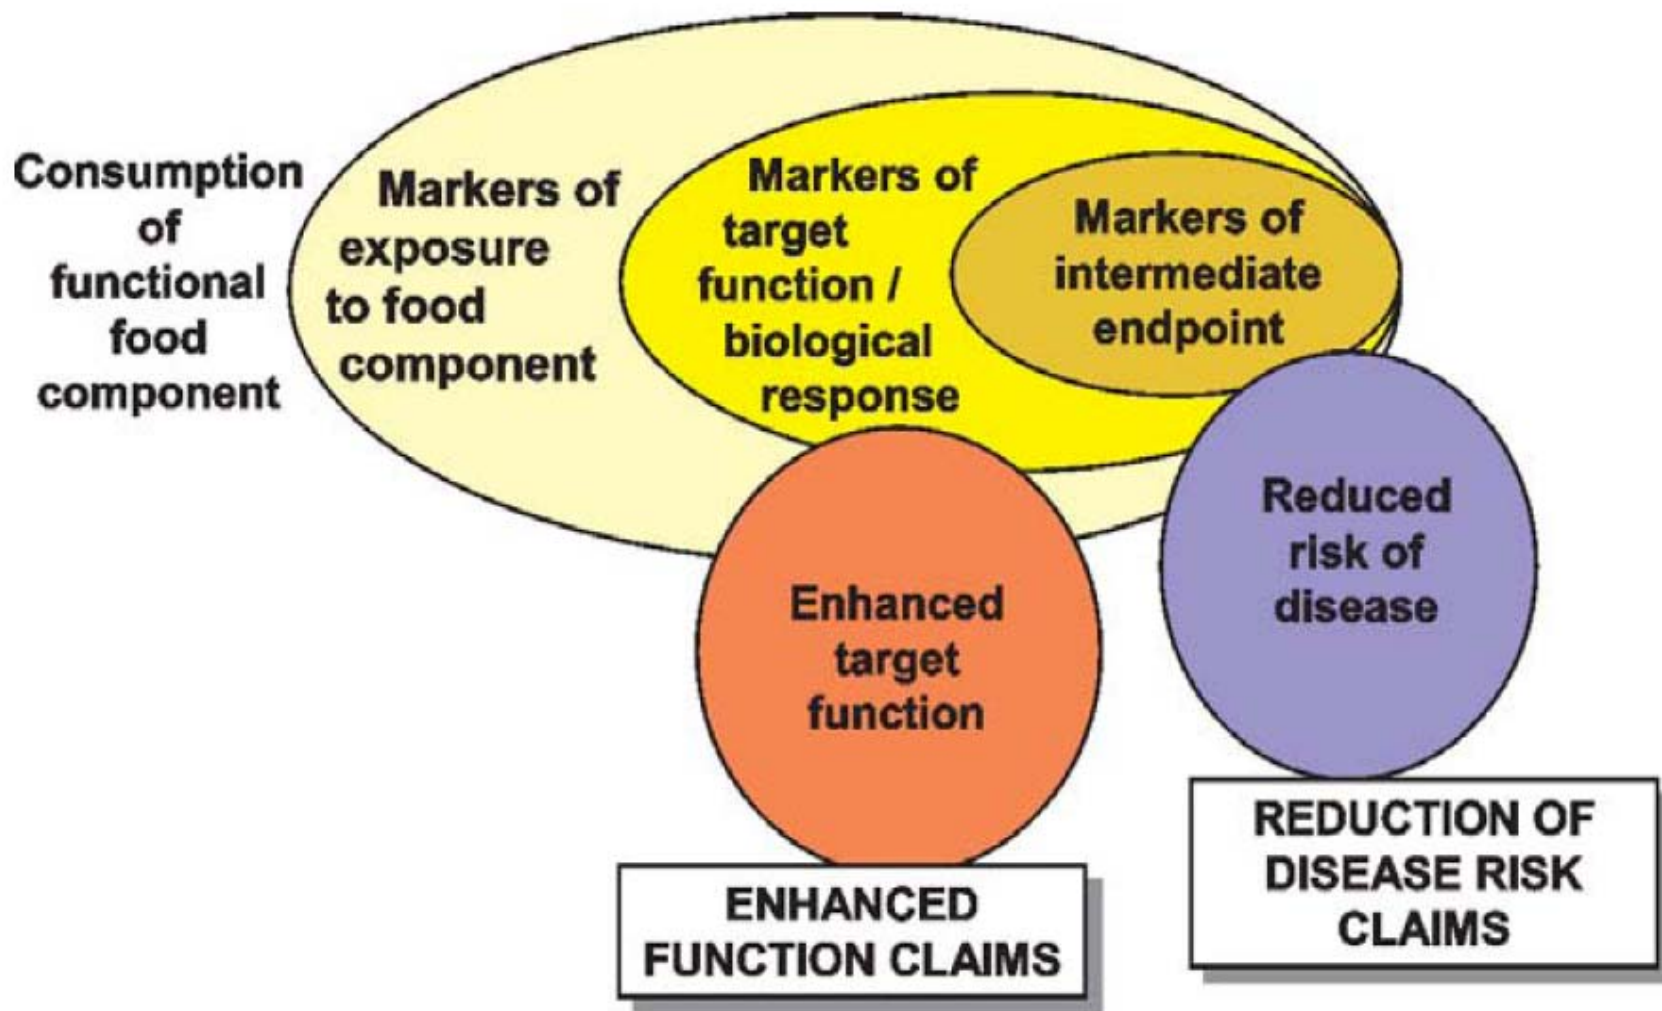 Consumption
of
functional
food
component
Markers of
exposure
to food
component
Markers of
target
function /
biological
response
Markers of
intermediate
endpoint
Enhanced
target
function
Reduced
risk of
disease
ENHANCED
FUNCTION CLAIMS
REDUCTION OF
DISEASE RISK
CLAIMS